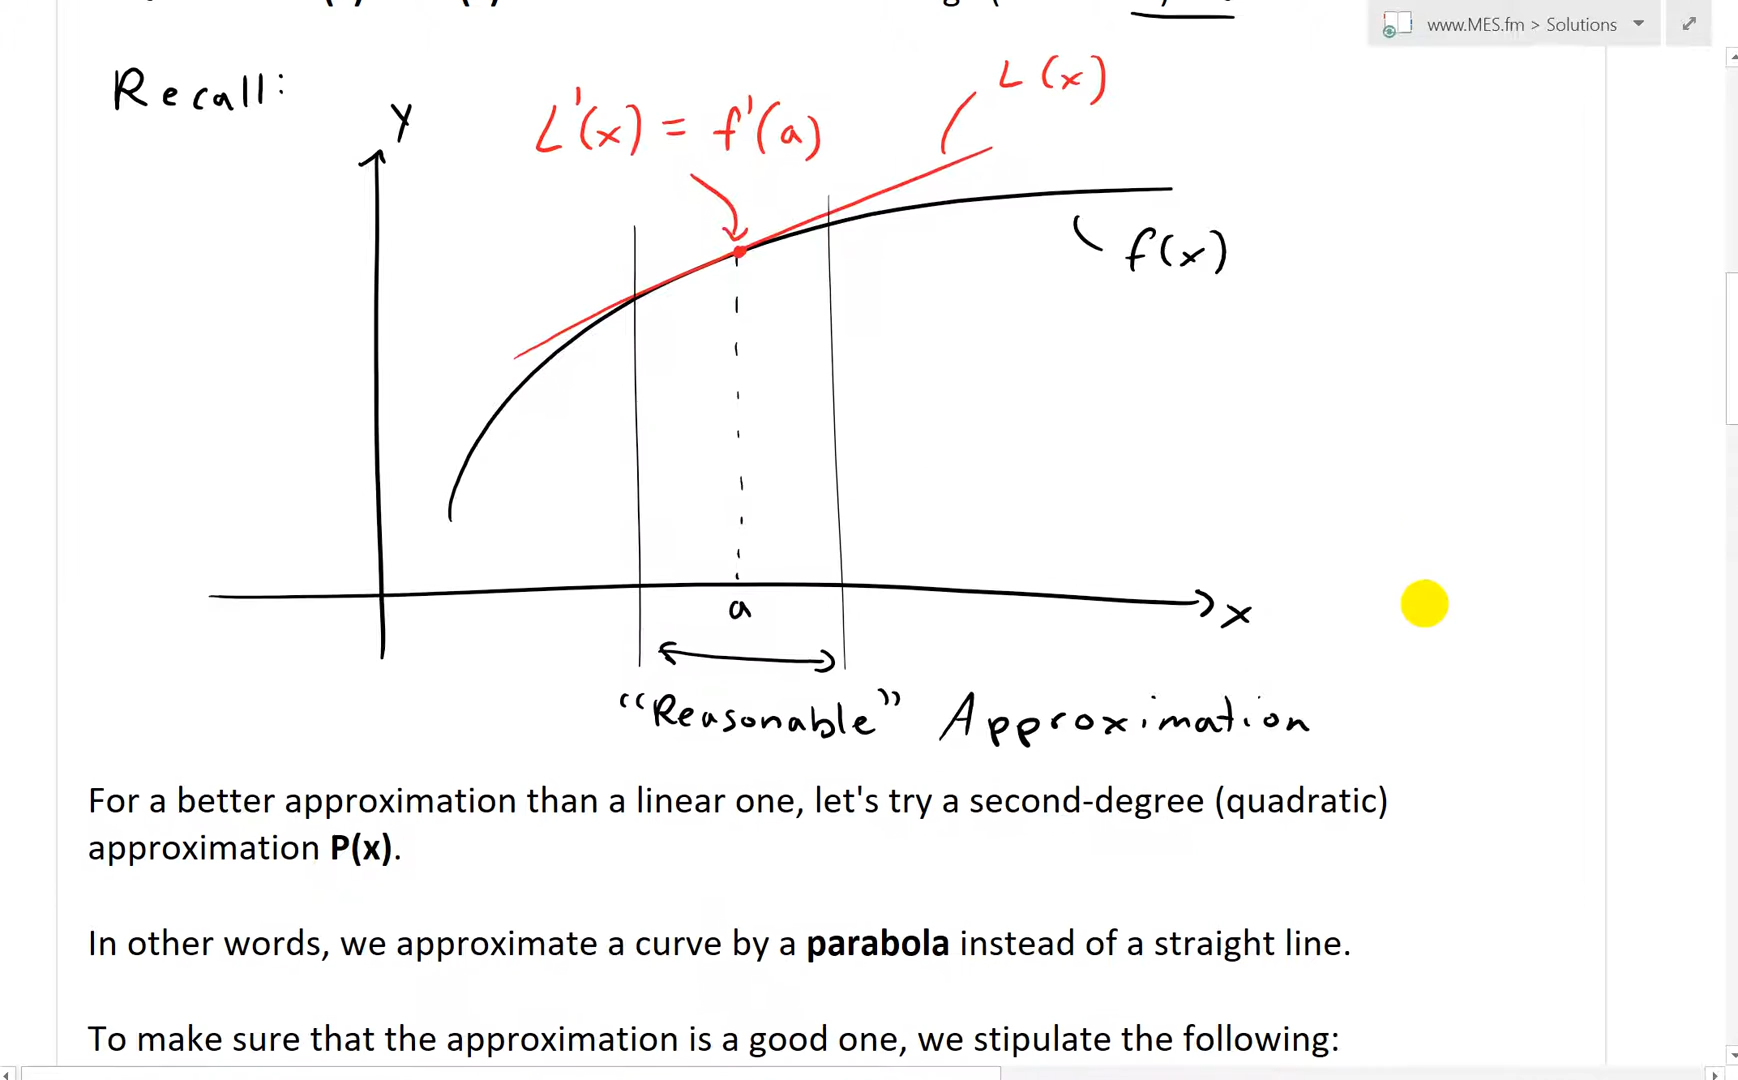 www.MES.fm > Solutions
Recall:
y
L'(x) = f'(a)
L(x)
f(x)
a
x
"Reasonable" Approximation
For a better approximation than a linear one, let's try a second-degree (quadratic)
approximation P(x).
In other words, we approximate a curve by a parabola instead of a straight line.
To make sure that the approximation is a good one, we stipulate the following: